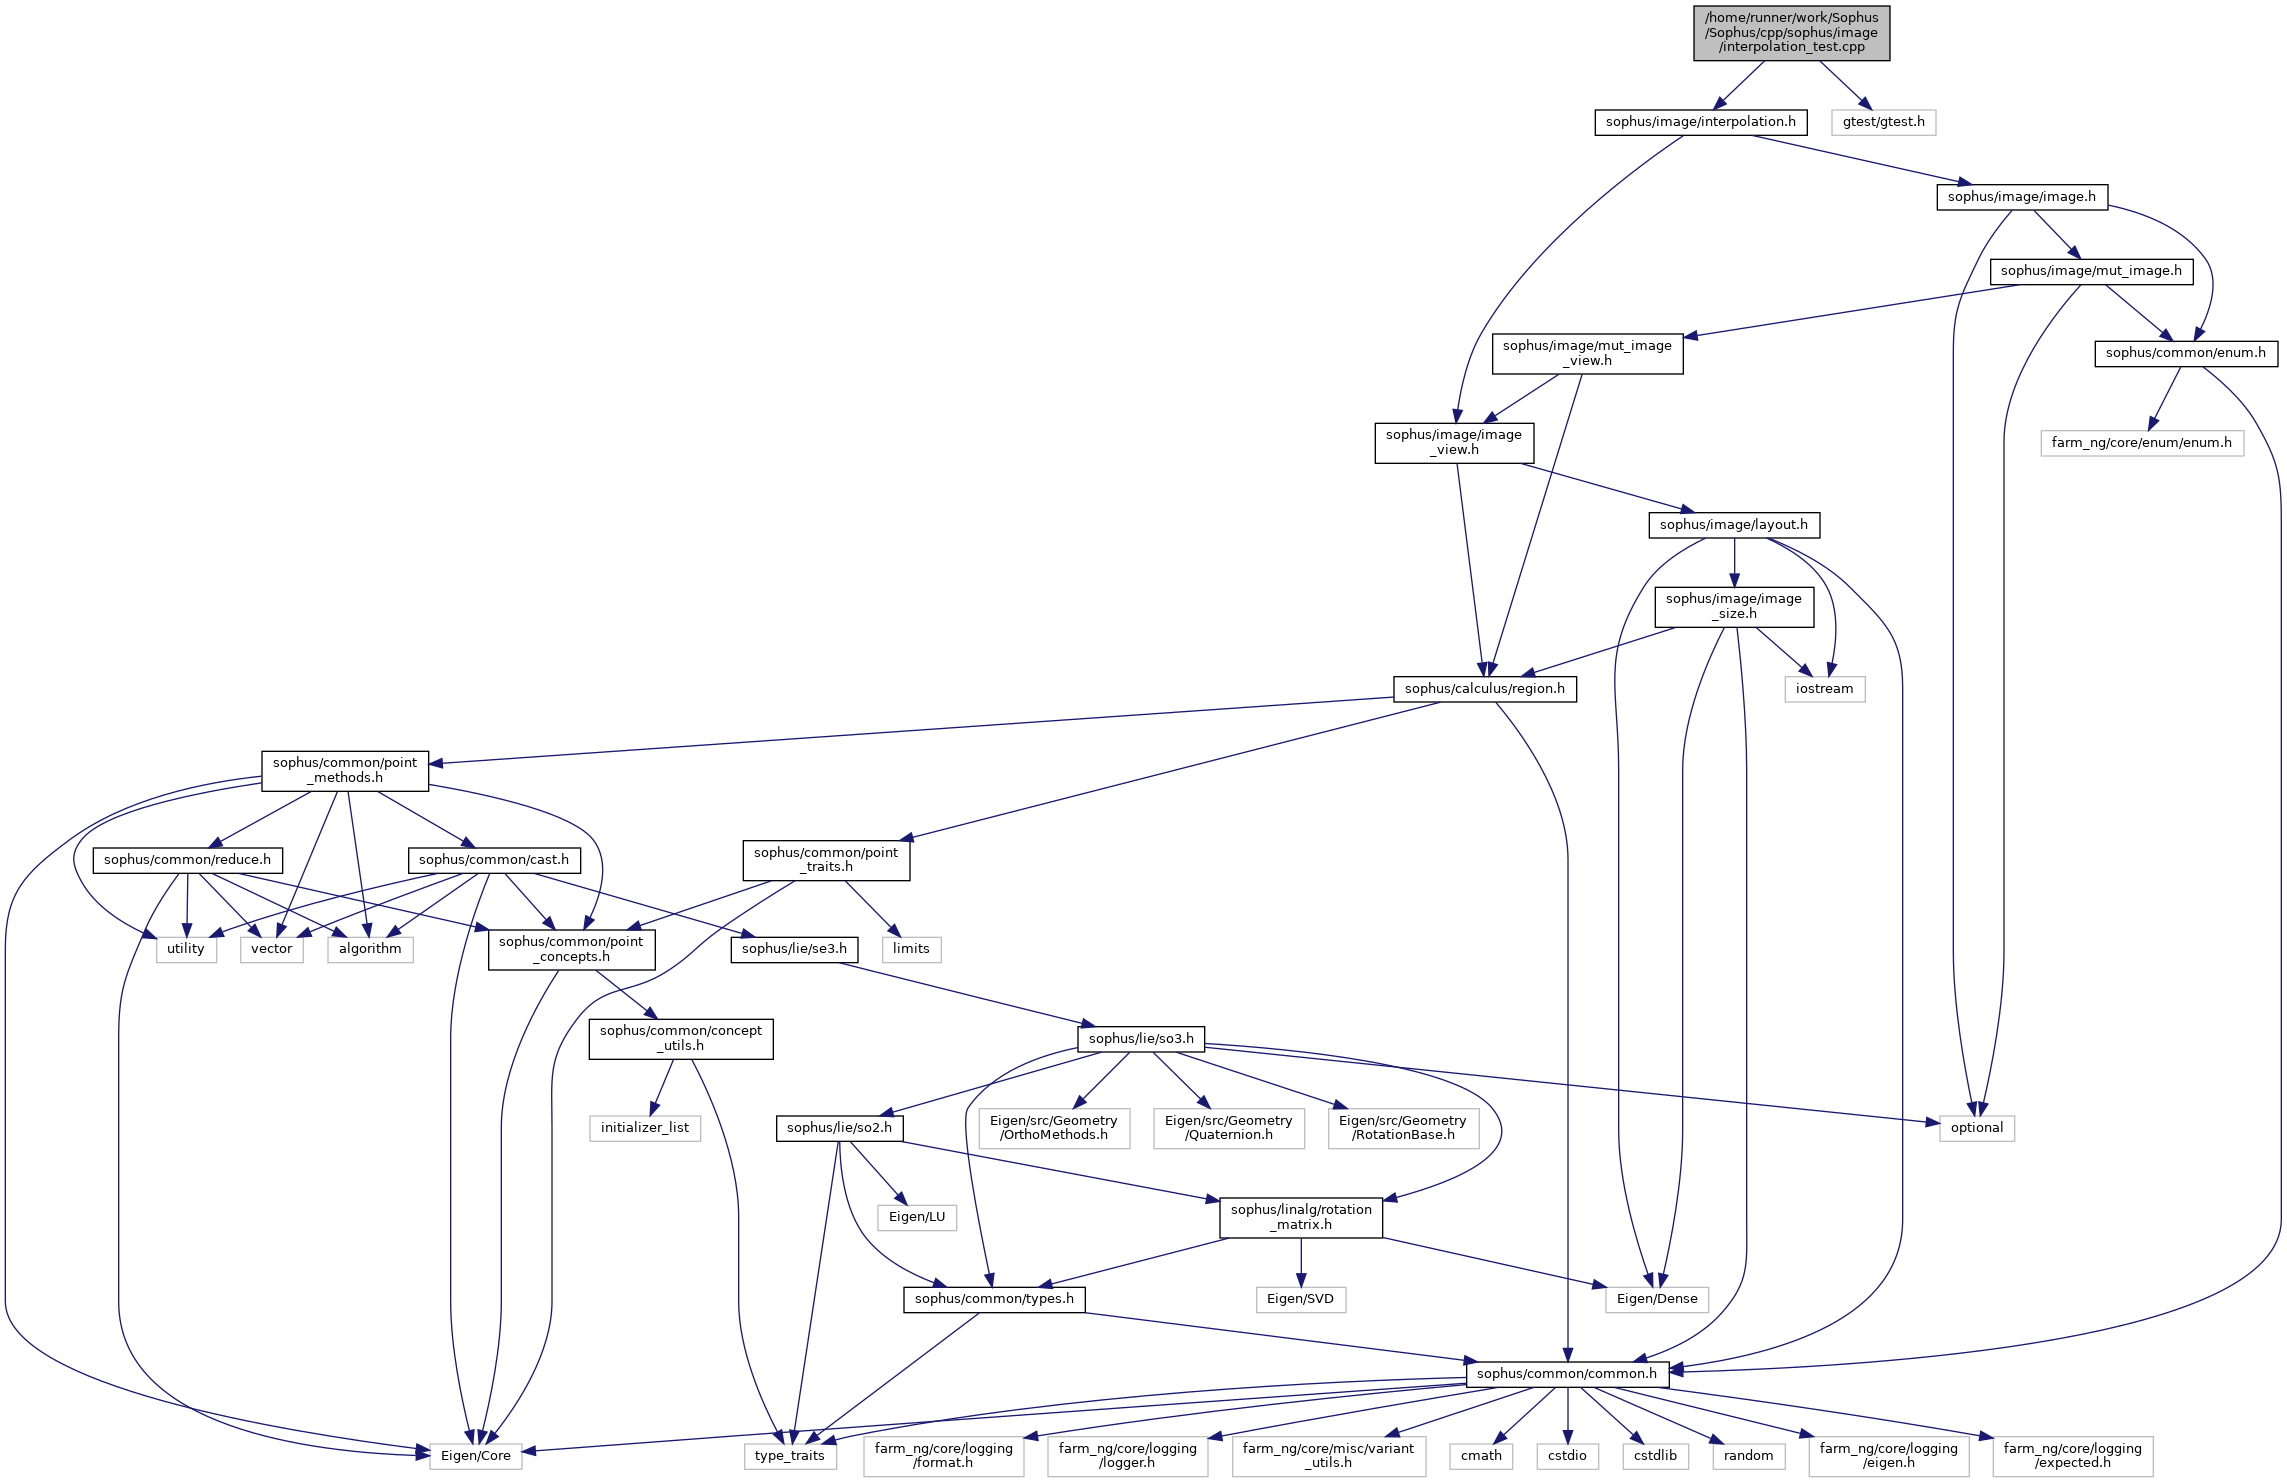 /home/runner/work/Sophus
/Sophus/cpp/sophus/image
/interpolation_test.cpp
sophus/image/interpolation.h
gtest/gtest.h
sophus/image/image.h
sophus/image/mut_image.h
sophus/image/mut_image
_view.h
sophus/common/enum.h
sophus/image/image
_view.h
farm_ng/core/enum/enum.h
sophus/image/layout.h
sophus/image/image
_size.h
sophus/calculus/region.h
iostream
sophus/common/point
_methods.h
sophus/common/reduce.h
sophus/common/cast.h
sophus/common/point
_traits.h
utility
vector
algorithm
sophus/common/point
_concepts.h
sophus/lie/se3.h
limits
sophus/common/concept
_utils.h
sophus/lie/so3.h
initializer_list
sophus/lie/so2.h
Eigen/src/Geometry
/OrthoMethods.h
Eigen/src/Geometry
/Quaternion.h
Eigen/src/Geometry
/RotationBase.h
optional
Eigen/LU
sophus/linalg/rotation
_matrix.h
sophus/common/types.h
Eigen/SVD
Eigen/Dense
sophus/common/common.h
Eigen/Core
type_traits
farm_ng/core/logging
/format.h
farm_ng/core/logging
/logger.h
farm_ng/core/misc/variant
_utils.h
cmath
cstdio
cstdlib
random
farm_ng/core/logging
/eigen.h
farm_ng/core/logging
/expected.h